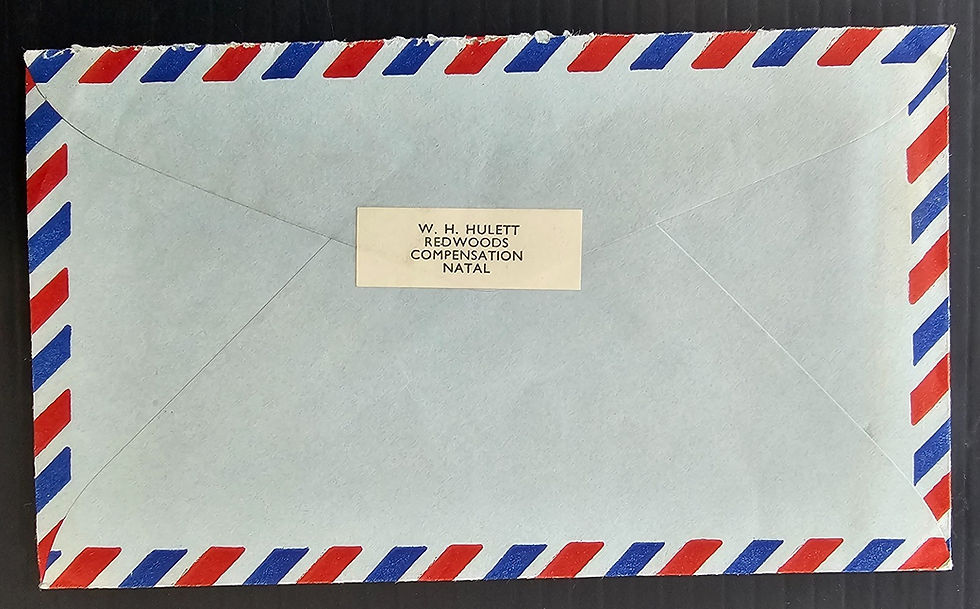 W. H. HULETT
REDWOODS
COMPENSATION
NATAL